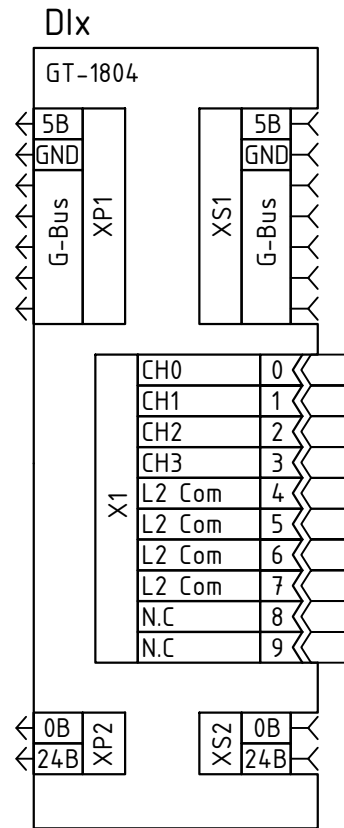 DIx
GT-1804
5В XP1 XS1 5В
GND GND
G-Bus G-Bus
X1
CH0 0
CH1 1
CH2 2
CH3 3
L2 Com 4
L2 Com 5
L2 Com 6
L2 Com 7
N.C 8
N.C 9
0В XP2 XS2 0В
24В 24В